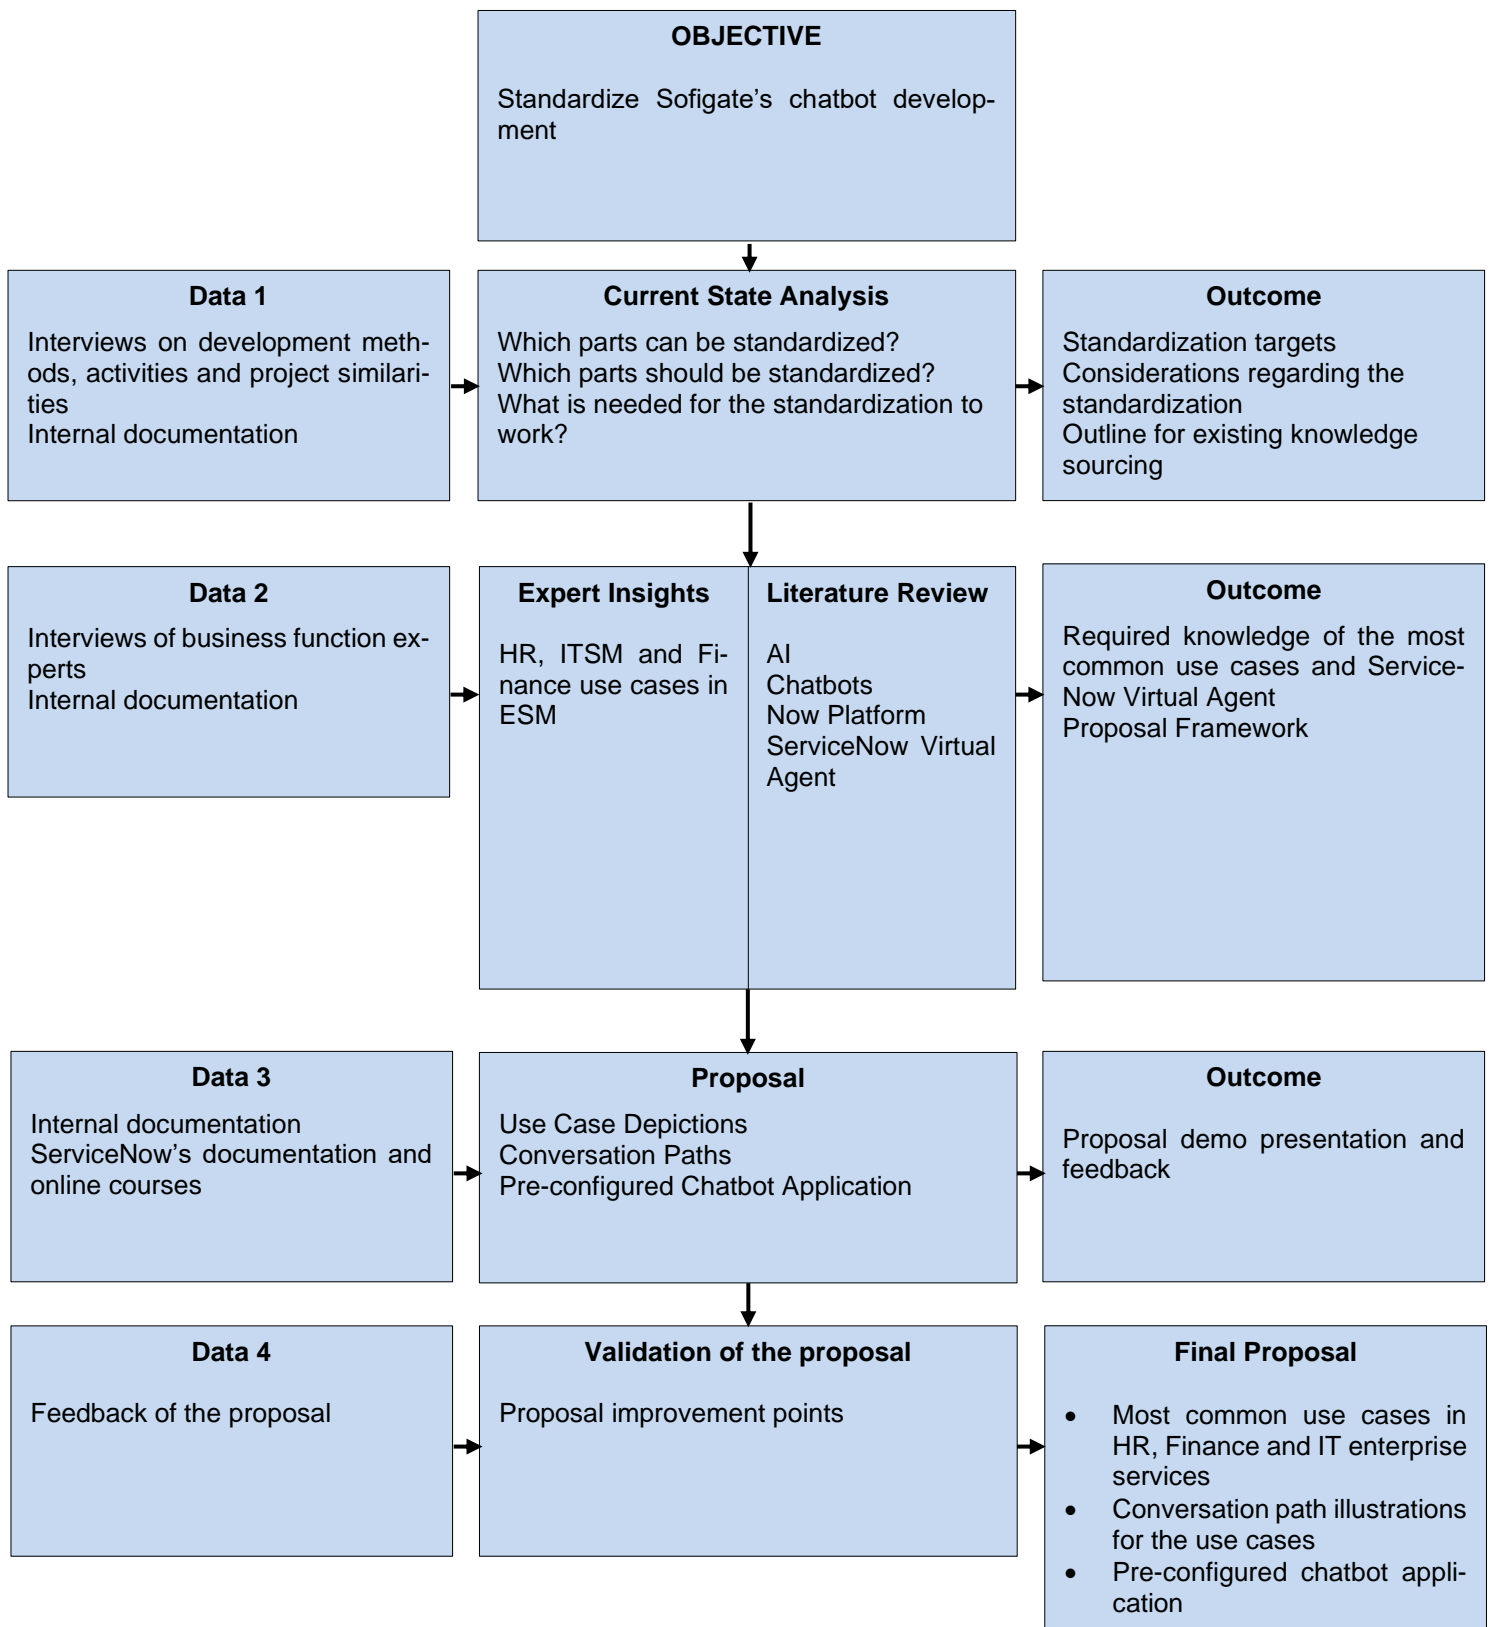 OBJECTIVE
Standardize Sofigate’s chatbot develop-
ment
Data 1
Interviews on development meth-
ods, activities and project similari-
ties
Internal documentation
Current State Analysis
Which parts can be standardized?
Which parts should be standardized?
What is needed for the standardization to
work?
Outcome
Standardization targets
Considerations regarding the
standardization
Outline for existing knowledge
sourcing
Data 2
Interviews of business function ex-
perts
Internal documentation
Expert Insights
HR, ITSM and Fi-
nance use cases in
ESM
Literature Review
AI
Chatbots
Now Platform
ServiceNow Virtual
Agent
Outcome
Required knowledge of the most
common use cases and Service-
Now Virtual Agent
Proposal Framework
Data 3
Internal documentation
ServiceNow’s documentation and
online courses
Proposal
Use Case Depictions
Conversation Paths
Pre-configured Chatbot Application
Outcome
Proposal demo presentation and
feedback
Data 4
Feedback of the proposal
Validation of the proposal
Proposal improvement points
Final Proposal
• Most common use cases in
HR, Finance and IT enterprise
services
• Conversation path illustrations
for the use cases
• Pre-configured chatbot appli-
cation